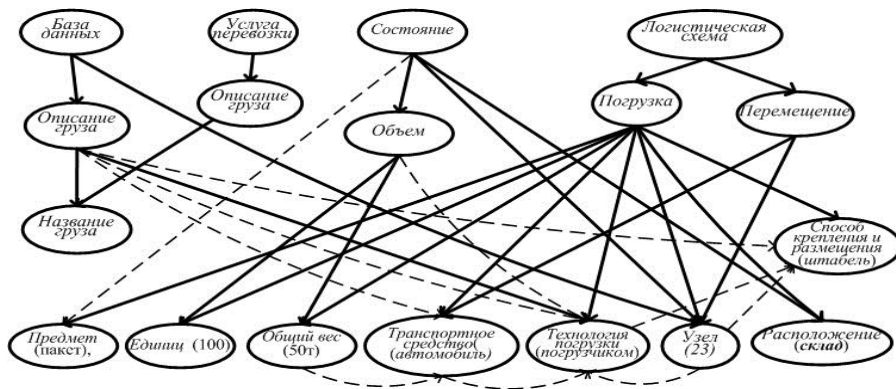 База
данных
Услуга
перевозки
Состояние
Логистическая
схема
Описание
груза
Описание
груза
Объем
Погрузка
Перемещение
Название
груза
Способ
крепления и
размещения
(штабель)
Предмет
(пакет),
Единиц (100)
Общий вес
(50т)
Транспортное
средство(
(автомобиль)
Технология
погрузки
(погрузчиком)
Узел
(23)
Расположение
(склад)